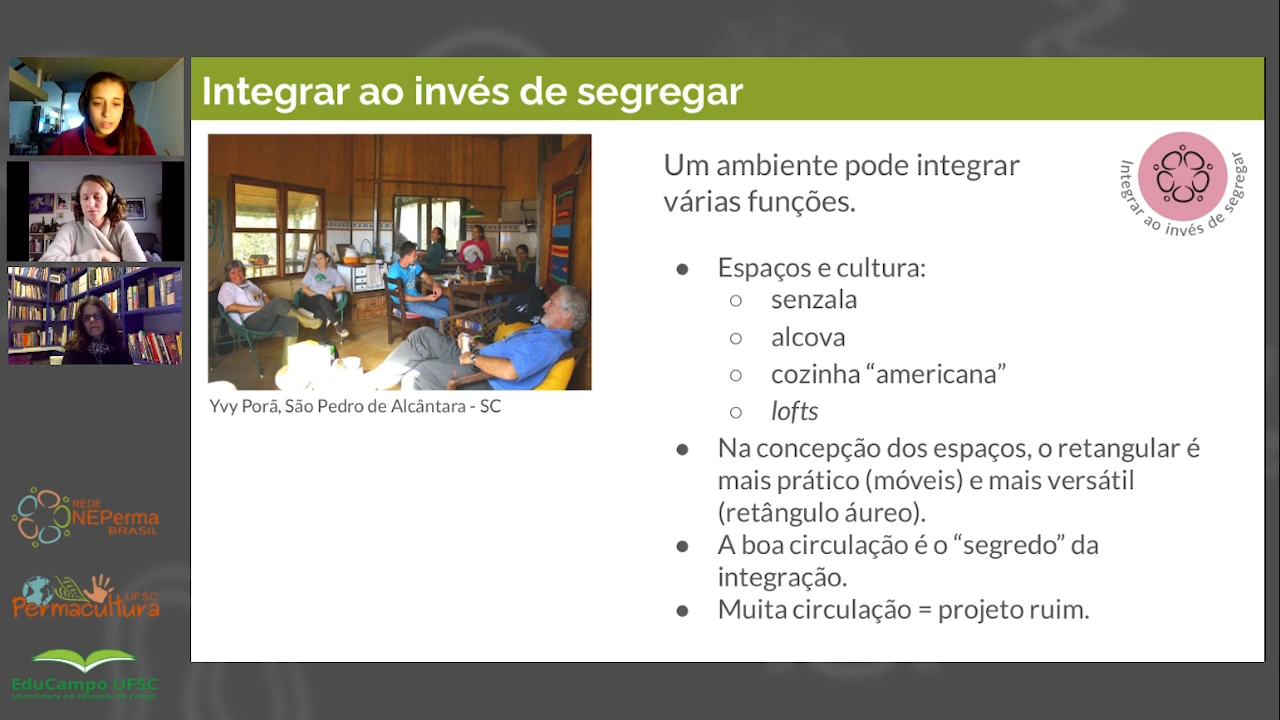 Integrar ao invés de segregar
Um ambiente pode integrar
várias funções.
Integrar ao invés de segregar
● Espaços e cultura:
○ senzala
○ alcova
○ cozinha “americana”
○ lofts
● Na concepção dos espaços, o retangular é
mais prático (móveis) e mais versátil
(retângulo áureo).
● A boa circulação é o “segredo” da
integração.
● Muita circulação = projeto ruim.
Yvy Porã, São Pedro de Alcântara - SC
REDE
NEPerma
BRASIL
UFSC
Permacultura
EduCampo UFSC
Licenciatura em Educação do Campo